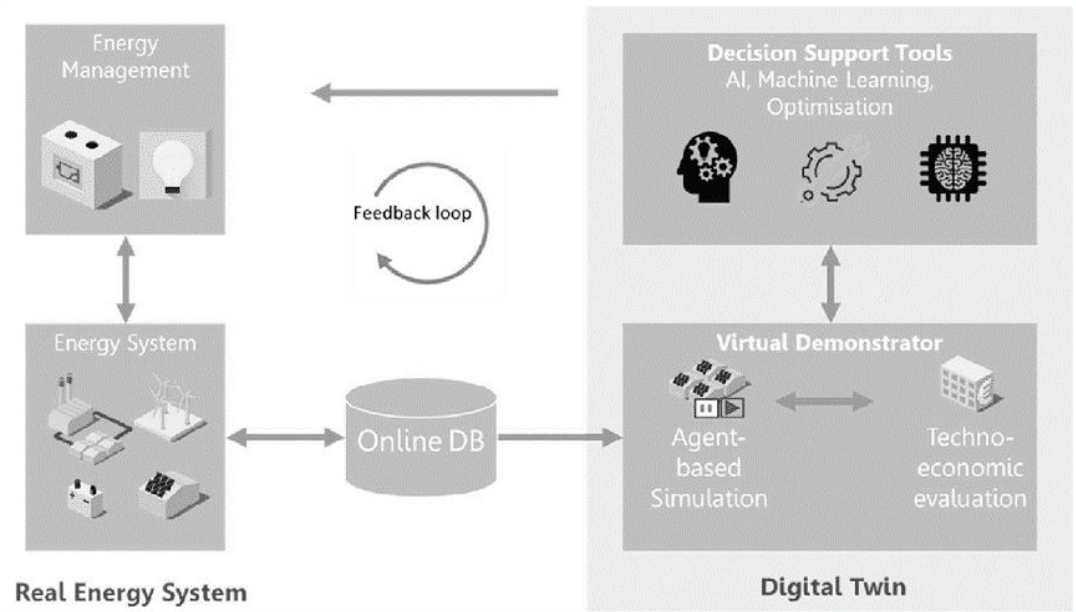 Energy
Management
Decision Support Tools
AI, Machine Learning,
Optimisation
Feedback loop
Energy System
Online DB
Virtual Demonstrator
Agent-
based
Simulation
Techno-
economic
evaluation
Real Energy System
Digital Twin